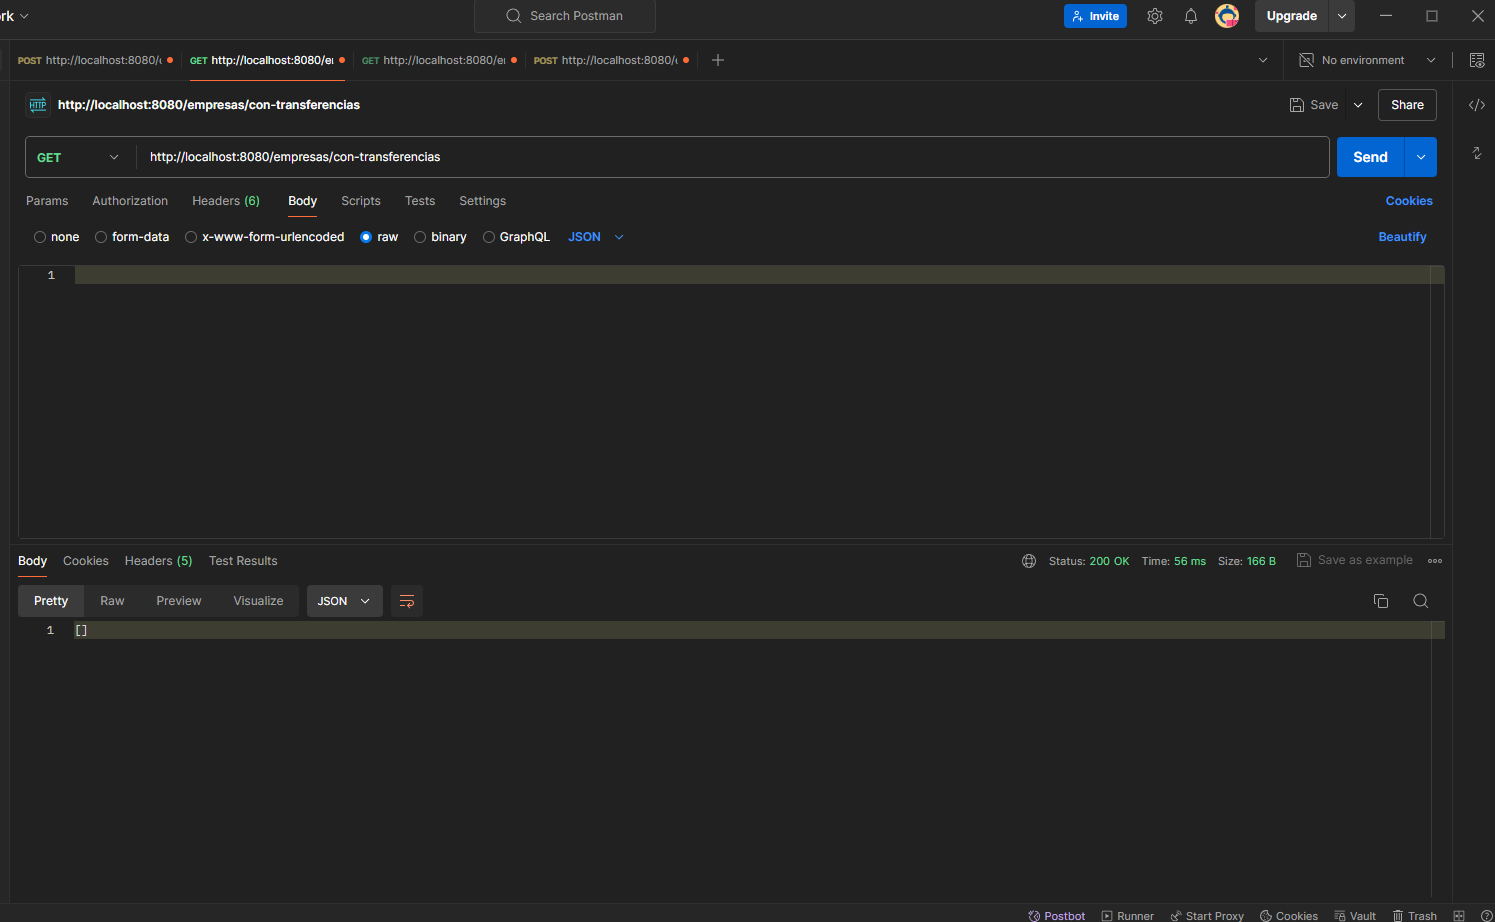 rk
Search Postman
Invite
Upgrade
POST http://localhost:8080/
GET http://localhost:8080/e
GET http://localhost:8080/e
POST http://localhost:8080/
No environment
HTTP http://localhost:8080/empresas/con-transferencias
Save
Share
GET http://localhost:8080/empresas/con-transferencias
Send
Params Authorization Headers (6) Body Scripts Tests Settings Cookies
none form-data x-www-form-urlencoded raw binary GraphQL JSON Beautify
1
Body Cookies Headers (5) Test Results Status: 200 OK Time: 56 ms Size: 166 B Save as example
Pretty Raw Preview Visualize JSON
1 []
Postbot Runner Start Proxy Cookies Vault Trash